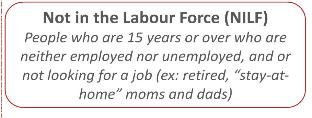 Not in the Labour Force (NILF)
People who are 15 years or over who are
neither employed nor unemployed, and or
not looking for a job (ex: retired, “stay-at-
home” moms and dads)